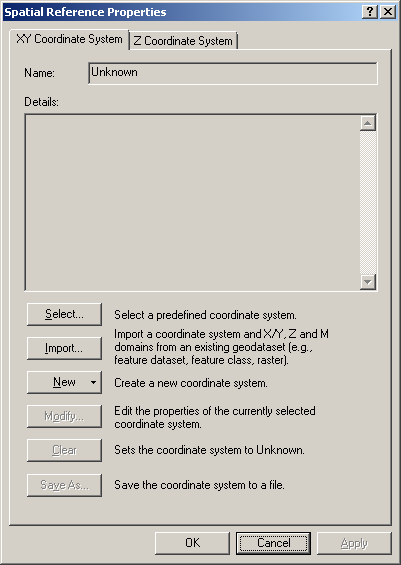 Spatial Reference Properties
XY Coordinate System
Z Coordinate System
Name:
Unknown
Details:
Select...
Select a predefined coordinate system.
Import...
Import a coordinate system and X/Y, Z and M
domains from an existing geodataset (e.g.,
feature dataset, feature class, raster).
New
Create a new coordinate system.
Modify...
Edit the properties of the currently selected
coordinate system.
Clear
Sets the coordinate system to Unknown.
Save As...
Save the coordinate system to a file.
OK
Cancel
Apply